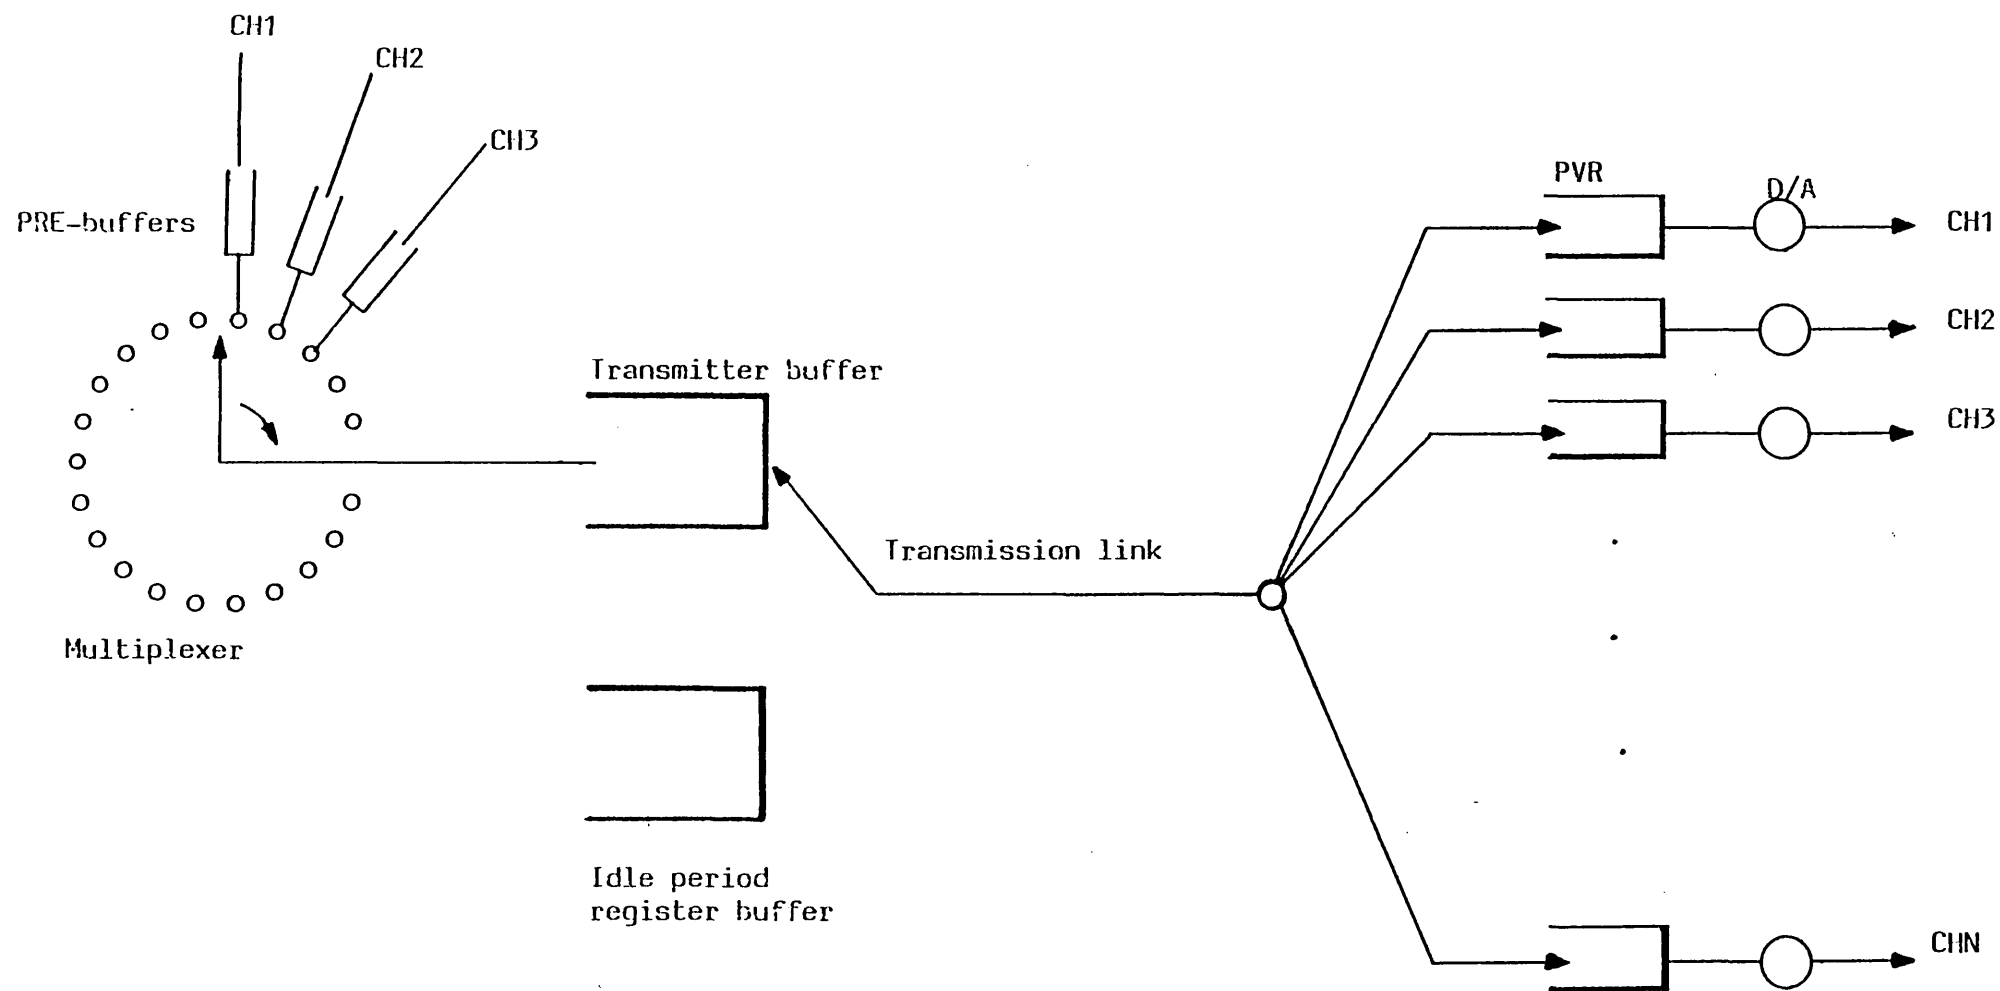 CH1
CH2
CH3
PRE-buffers
Multiplexer
Transmitter buffer
Transmission link
Idle period
register buffer
PVR
D/A
CH1
CH2
CH3
CHN